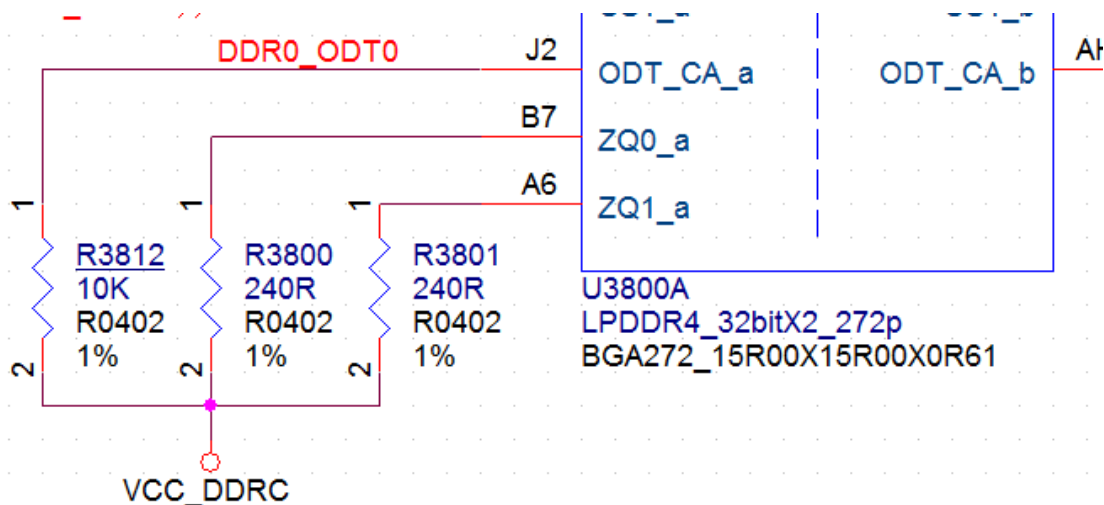 DDR0_ODT0
J2
ODT_CA_a
ODT_CA_b
B7
ZQ0_a
A6
ZQ1_a
1
R3812
10K
R0402
1%
2
1
R3800
240R
R0402
1%
2
1
R3801
240R
R0402
1%
2
U3800A
LPDDR4_32bitX2_272p
BGA272_15R00X15R00X0R61
VCC_DDRC